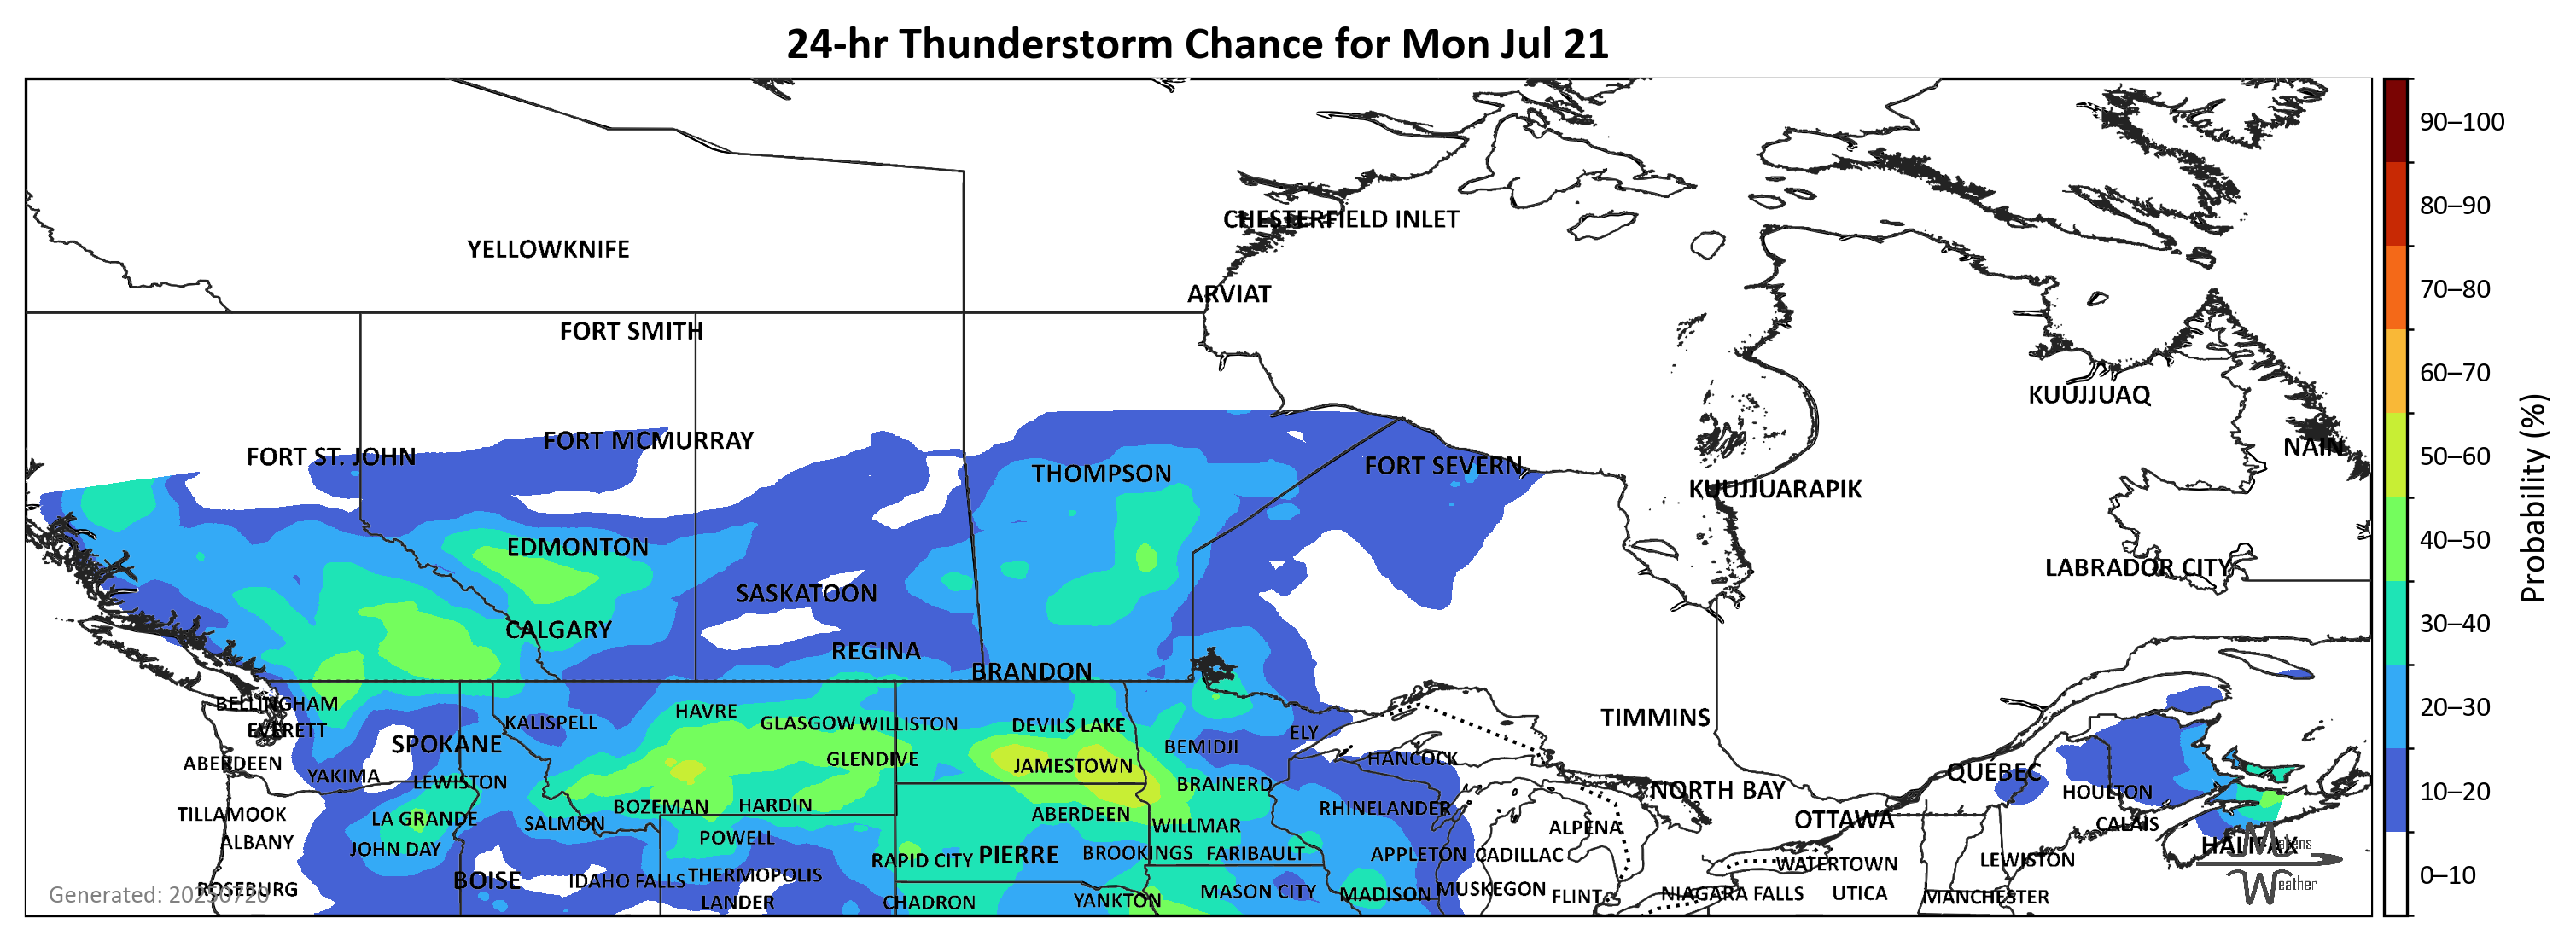 24-hr Thunderstorm Chance for Mon Jul 21
90–100
80–90
70–80
60–70
50–60
40–50
30–40
20–30
10–20
0–10
Probability (%)
CHESTERFIELD INLET
YELLOWKNIFE
ARVIAT
FORT SMITH
KUUJJUAQ
FORT MCMURRAY
NAIN
FORT ST. JOHN
FORT SEVERN
THOMPSON
KUUJJUARAPIK
EDMONTON
LABRADOR CITY
SASKATOON
CALGARY
REGINA
BRANDON
BELLINGHAM
HAVRE
TIMMINS
KALISPELL
GLASGOW
WILLISTON
DEVILS LAKE
EVERETT
ELY
SPOKANE
BEMIDJI
GLENDIVE
HANCOCK
ABERDEEN
JAMESTOWN
QUÉBEC
YAKIMA
LEWISTON
BRAINERD
NORTH BAY
HOULTON
BOZEMAN
HARDIN
RHINELANDER
TILLAMOOK
ABERDEEN
LA GRANDE
OTTAWA
SALMON
WILLMAR
ALPENA
CALAIS
POWELL
ALBANY
HALIFAX
JOHN DAY
BROOKINGS
FARIBAULT
PIERRE
APPLETON
CADILLAC
RAPID CITY
LEWISTON
WATERTOWN
THERMOPOLIS
BOISE
IDAHO FALLS
ROSEBURG
MUSKEGON
MASON CITY
MADISON
NIAGARA FALLS
UTICA
FLINT
MANCHESTER
YANKTON
LANDER
CHADRON
Generated: 20250720
Weather